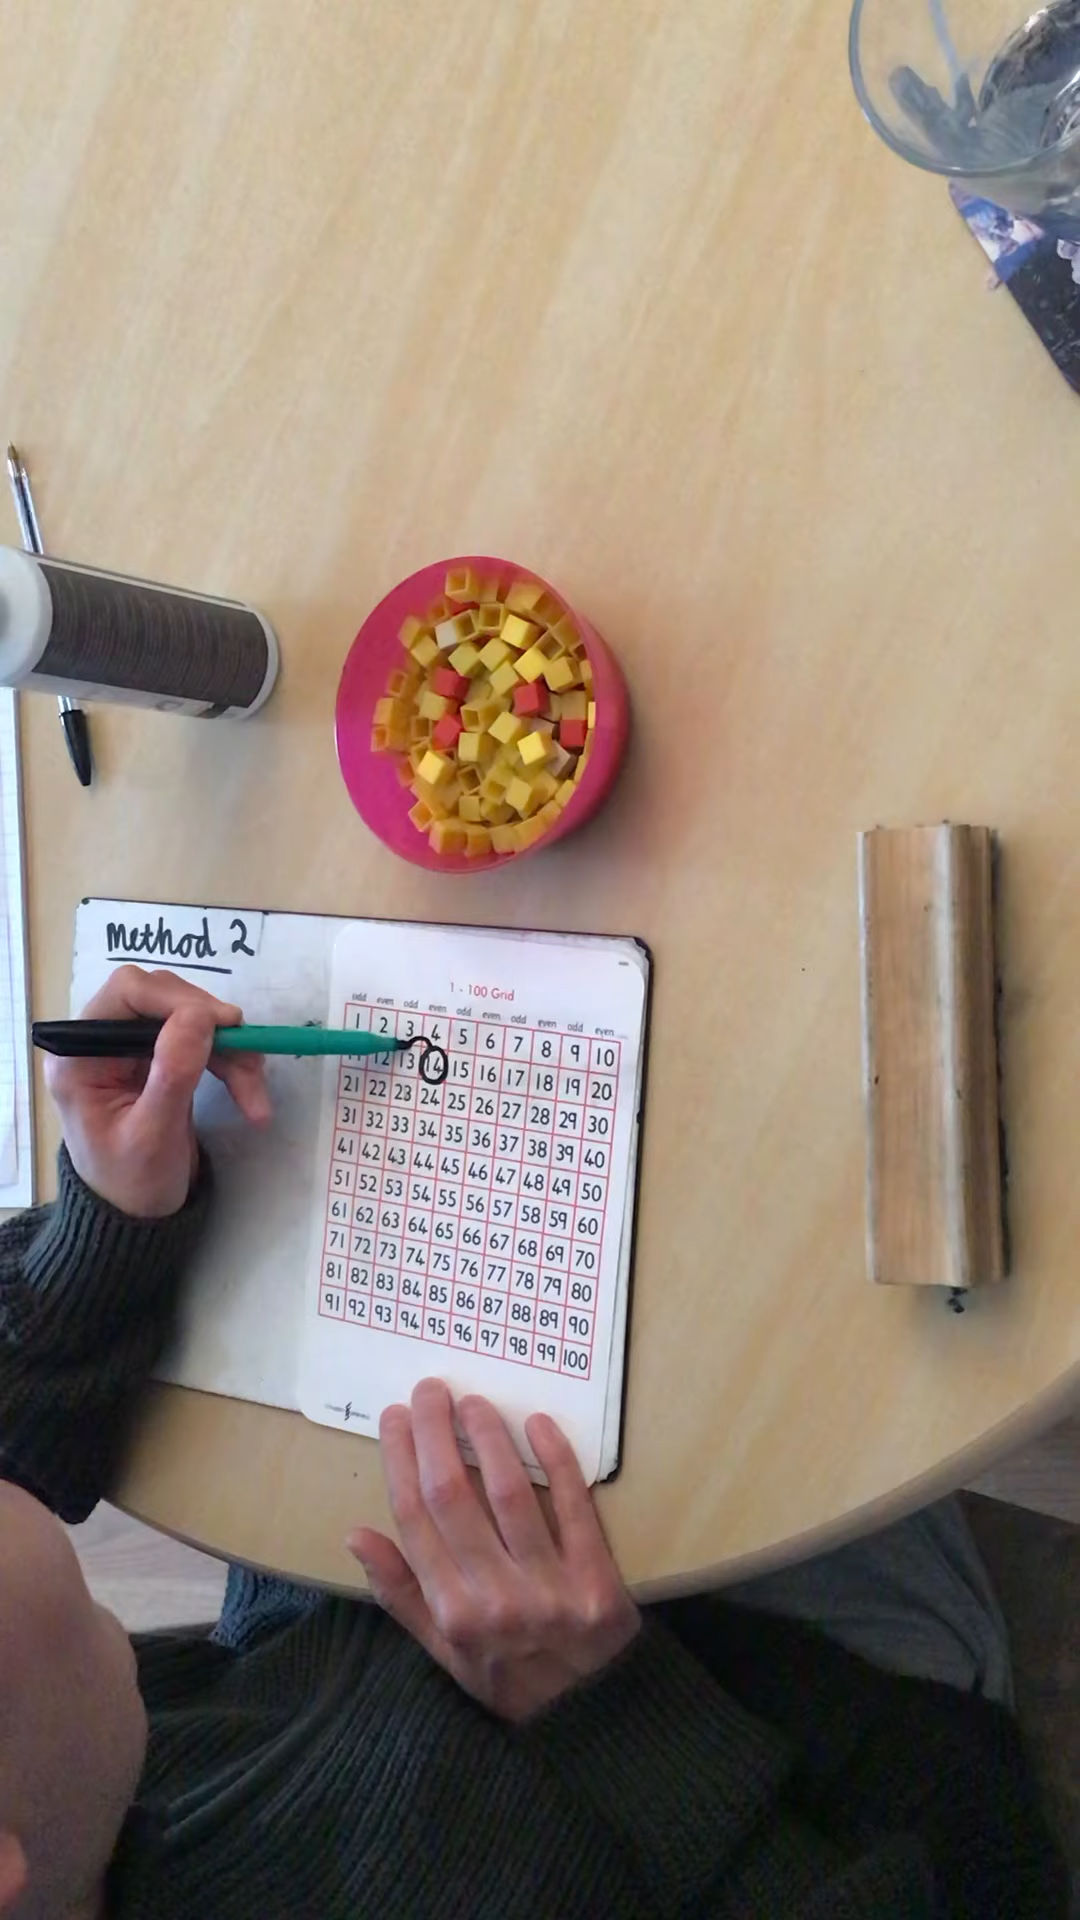 Method 2
1 - 100 Grid
odd even odd even odd even odd even odd even
1 2 3 4 5 6 7 8 9 10
11 12 13 14 15 16 17 18 19 20
21 22 23 24 25 26 27 28 29 30
31 32 33 34 35 36 37 38 39 40
41 42 43 44 45 46 47 48 49 50
51 52 53 54 55 56 57 58 59 60
61 62 63 64 65 66 67 68 69 70
71 72 73 74 75 76 77 78 79 80
81 82 83 84 85 86 87 88 89 90
91 92 93 94 95 96 97 98 99 100